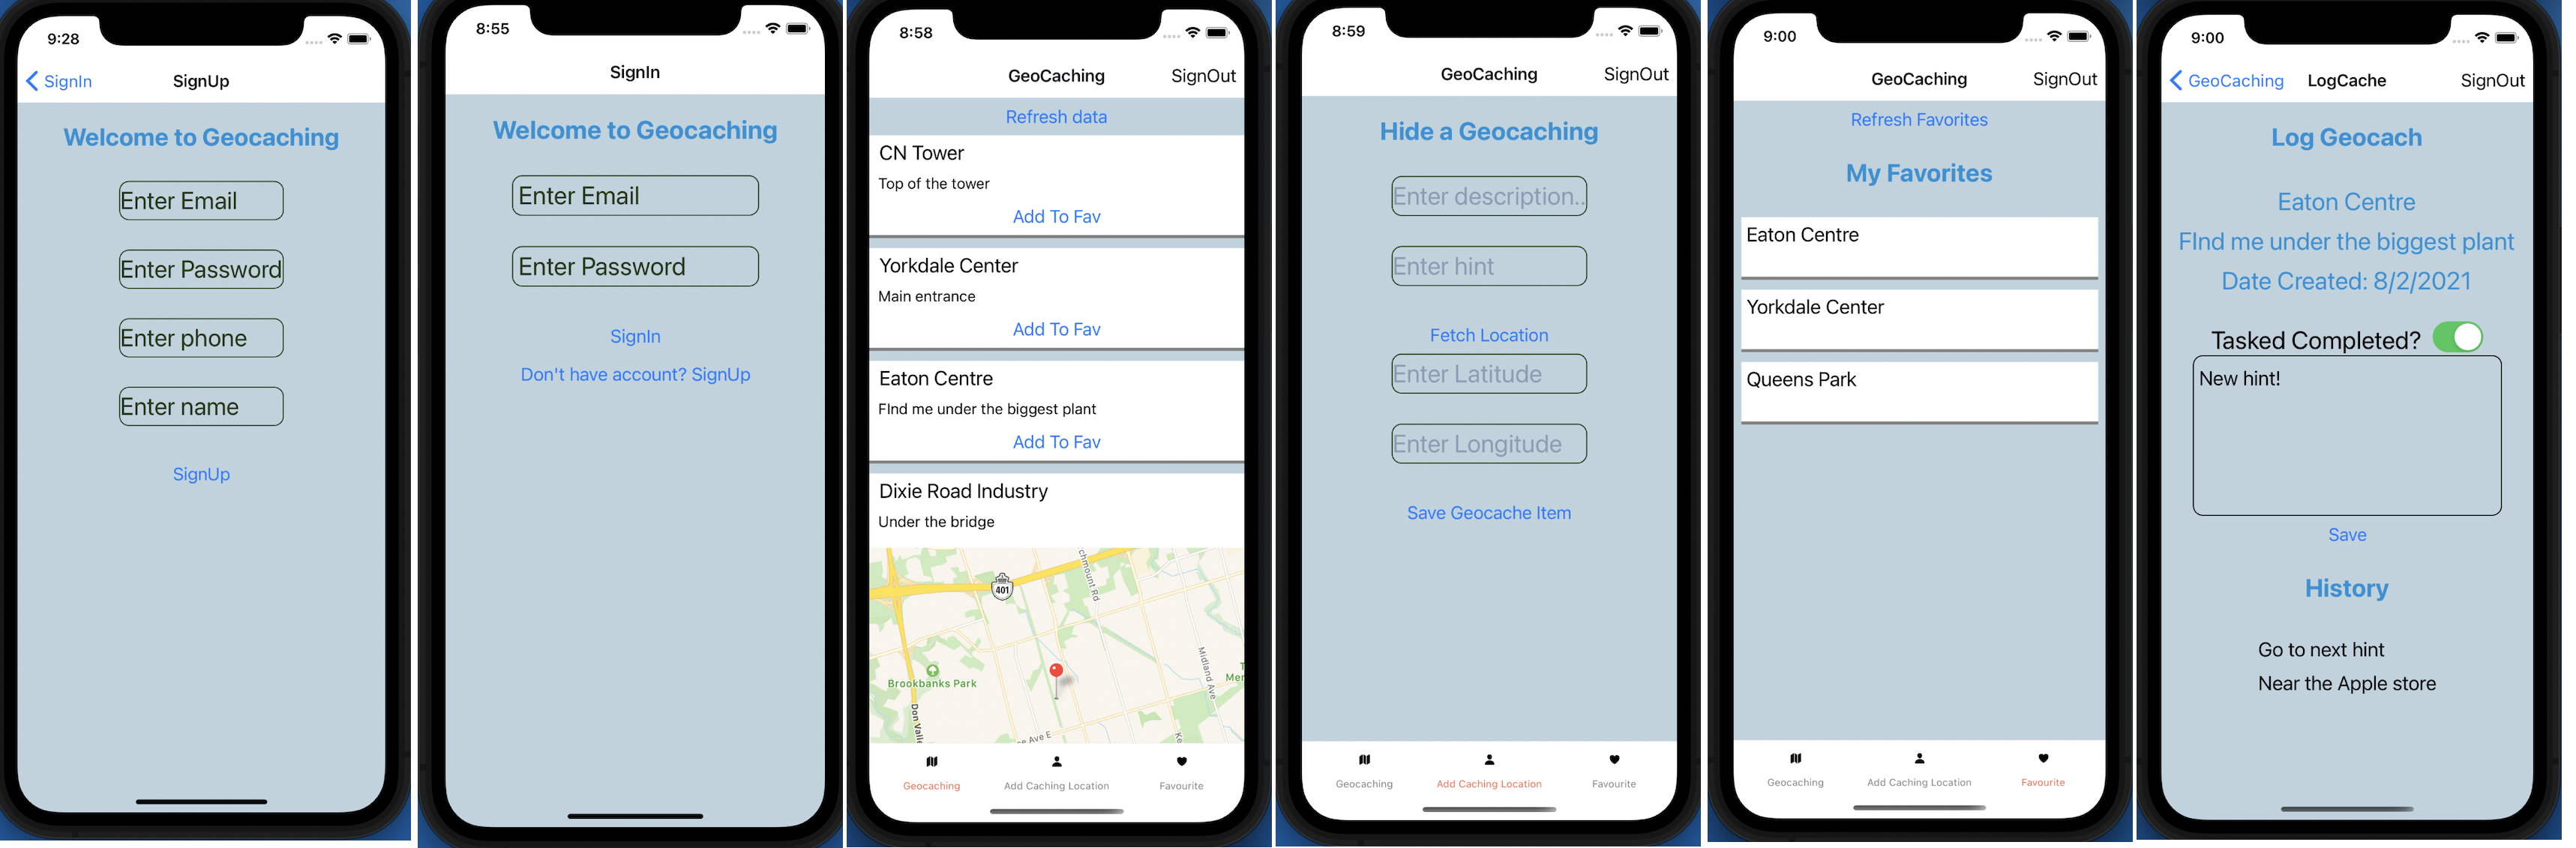 9:28
SignIn
SignUp
Welcome to Geocaching
Enter Email
Enter Password
Enter phone
Enter name
SignUp
8:55
SignIn
Welcome to Geocaching
Enter Email
Enter Password
SignIn
Don't have account? SignUp
8:58
GeoCaching
SignOut
Refresh data
CN Tower
Top of the tower
Add To Fav
Yorkdale Center
Main entrance
Add To Fav
Eaton Centre
FInd me under the biggest plant
Add To Fav
Dixie Road Industry
Under the bridge
401
chmount Rd
Brookbanks Park
Midland Ave
Don Valle
ce Ave E
Geocaching
Add Caching Location
Favourite
8:59
GeoCaching
SignOut
Hide a Geocaching
Enter description..
Enter hint
Fetch Location
Enter Latitude
Enter Longitude
Save Geocache Item
Geocaching
Add Caching Location
Favourite
9:00
GeoCaching
SignOut
Refresh Favorites
My Favorites
Eaton Centre
Yorkdale Center
Queens Park
Geocaching
Add Caching Location
Favourite
9:00
GeoCaching
LogCache
SignOut
Log Geocach
Eaton Centre
FInd me under the biggest plant
Date Created: 8/2/2021
Tasked Completed?
New hint!
Save
History
Go to next hint
Near the Apple store